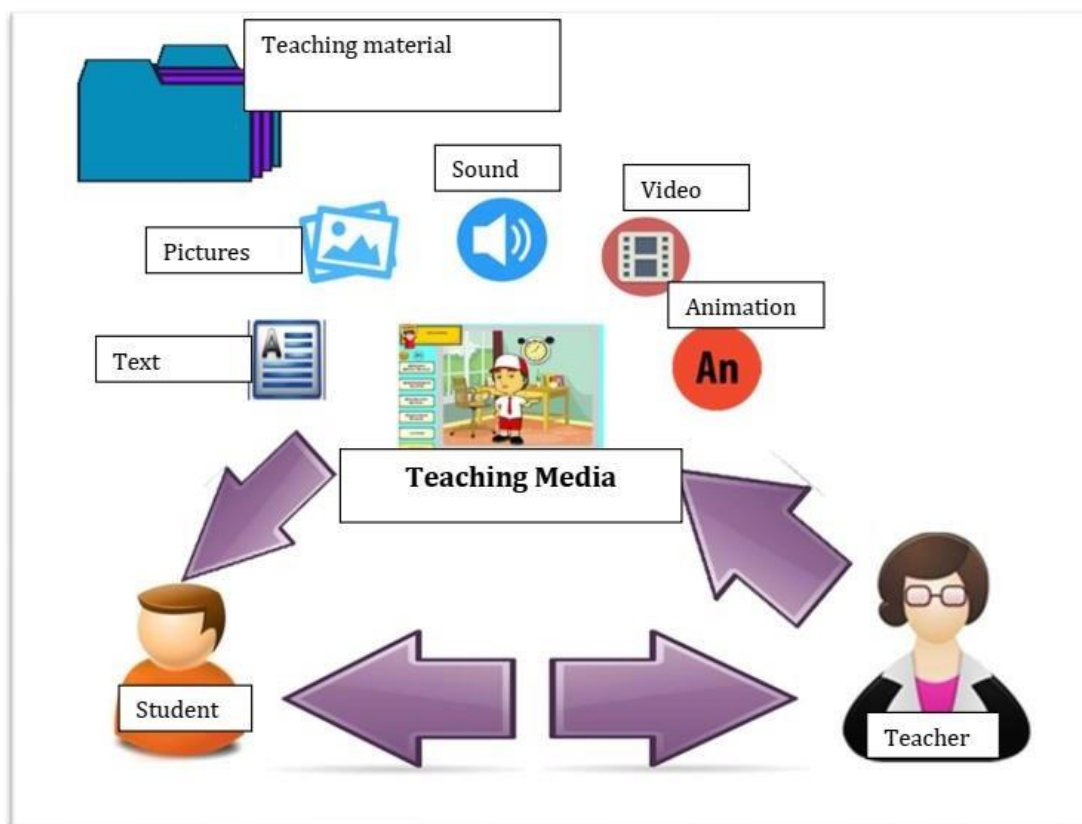 Teaching material
Sound
Video
Pictures
Animation
Text
A
An
Teaching Media
Student
Teacher